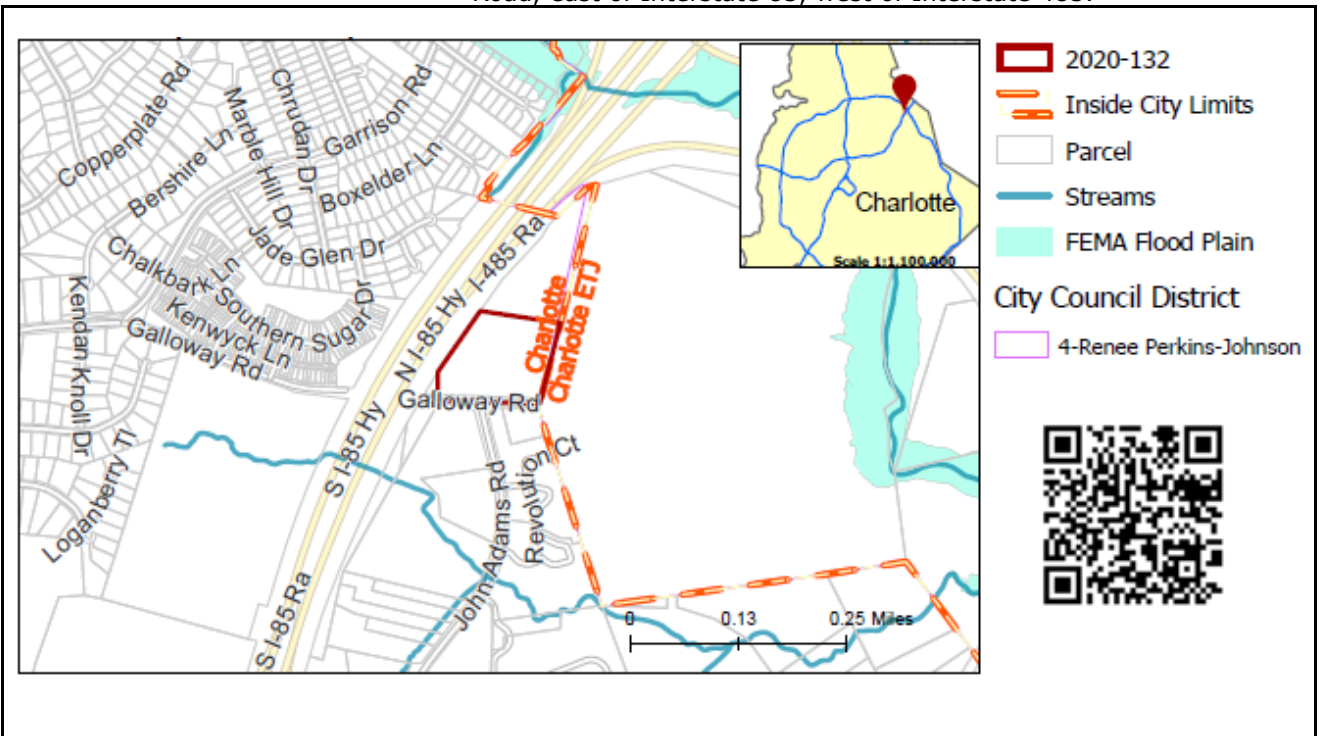 Copperplate Rd
Bershire Ln
Marble Hill Dr
Chrudan Dr
Garrison Rd
Boxelder Ln
Jade Glen Dr
Chalkbark Ln
Southern Sugar Dr
Kenwyck Ln
Galloway Rd
Kendan Knoll Dr
Loganberry Tl
N I-85 Hy
I-485 Ra
S I-85 Hy
S I-85 Ra
Charlotte
Charlotte ETJ
Galloway Rd
Revolution Ct
John Adams Rd
0 0.13 0.25 Miles
Charlotte
Scale 1:1,100,000
2020-132
Inside City Limits
Parcel
Streams
FEMA Flood Plain
City Council District
4-Renee Perkins-Johnson